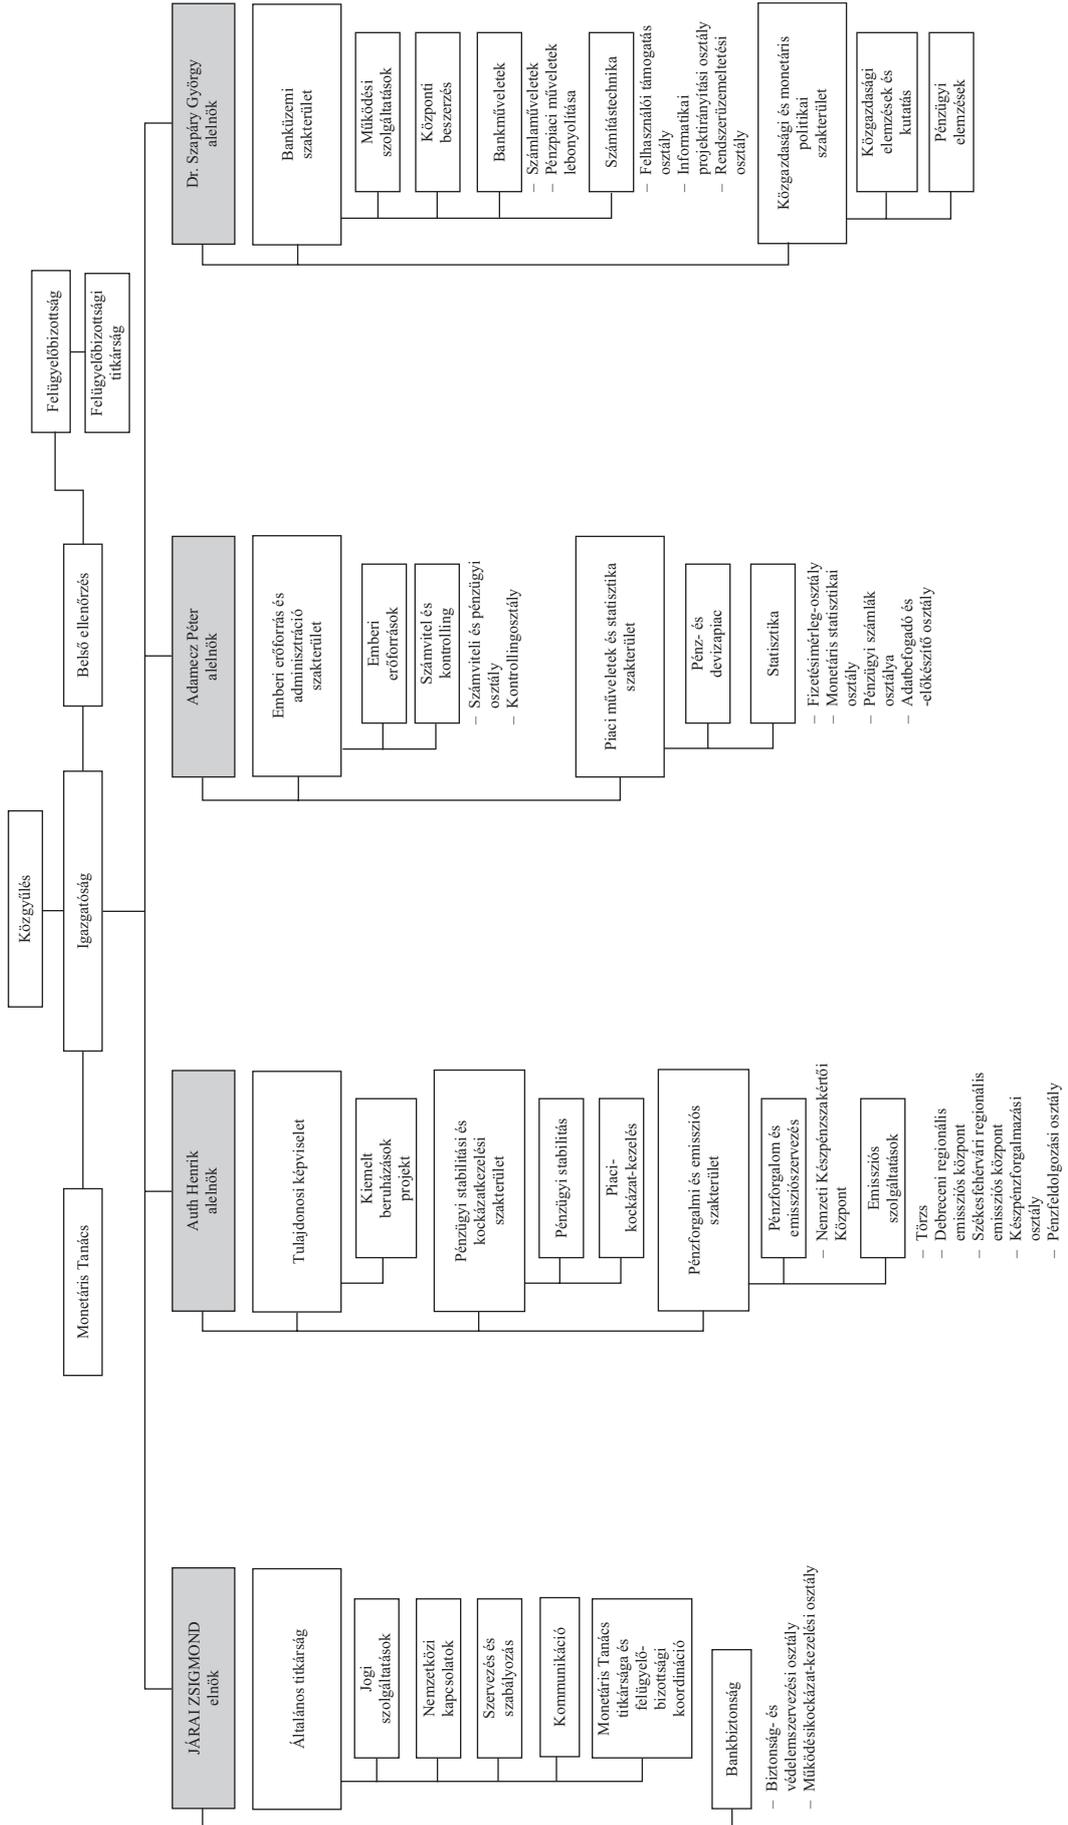 Közgyűlés
Monetáris Tanács
Igazgatóság
Belső ellenőrzés
Felügyelőbizottság
Felügyelőbizottsági
titkárság
JÁRAI ZSIGMOND
elnök
Általános titkárság
Jogi
szolgáltatások
Nemzetközi
kapcsolatok
Szervezés és
szabályozás
Kommunikáció
Monetáris Tanács
titkársága és
felügyelő-
bizottsági
koordináció
Bankbiztonság
– Biztonság- és
védelemszervezési osztály
– Működésikockázat-kezelési osztály
Auth Henrik
alelnök
Tulajdonosi képviselet
Kiemelt
beruházások
projekt
Pénzügyi stabilitási és
kockázatkezelési
szakterület
Pénzügyi stabilitás
Piaci-
kockázat-kezelés
Pénzforgalmi és emissziós
szakterület
Pénzforgalom és
emissziószervezés
– Nemzeti Készpénzszakértői
Központ
Emissziós
szolgáltatások
– Törzs
– Debreceni regionális
emissziós központ
– Székesfehérvári regionális
emissziós központ
– Készpénzforgalmazási
osztály
– Pénzfeldolgozási osztály
Adamecz Péter
alelnök
Emberi erőforrás és
adminisztráció
szakterület
Emberi
erőforrások
Számvitel és
kontrolling
– Számviteli és pénzügyi
osztály
– Kontrollingosztály
Piaci műveletek és statisztika
szakterület
Pénz- és
devizapiac
Statisztika
– Fizetésimérleg-osztály
– Monetáris statisztikai
osztály
– Pénzügyi számlák
osztálya
– Adatbefogadó és
-előkészítő osztály
Dr. Szapáry György
alelnök
Banküzemi
szakterület
Működési
szolgáltatások
Központi
beszerzés
Bankműveletek
– Számlaműveletek
– Pénzpiaci műveletek
lebonyolítása
Számítástechnika
– Felhasználói támogatás
osztály
– Informatikai
projektirányítási osztály
– Rendszerüzemeltetési
osztály
Közgazdasági és monetáris
politikai
szakterület
Közgazdasági
elemzések és
kutatás
Pénzügyi
elemzések